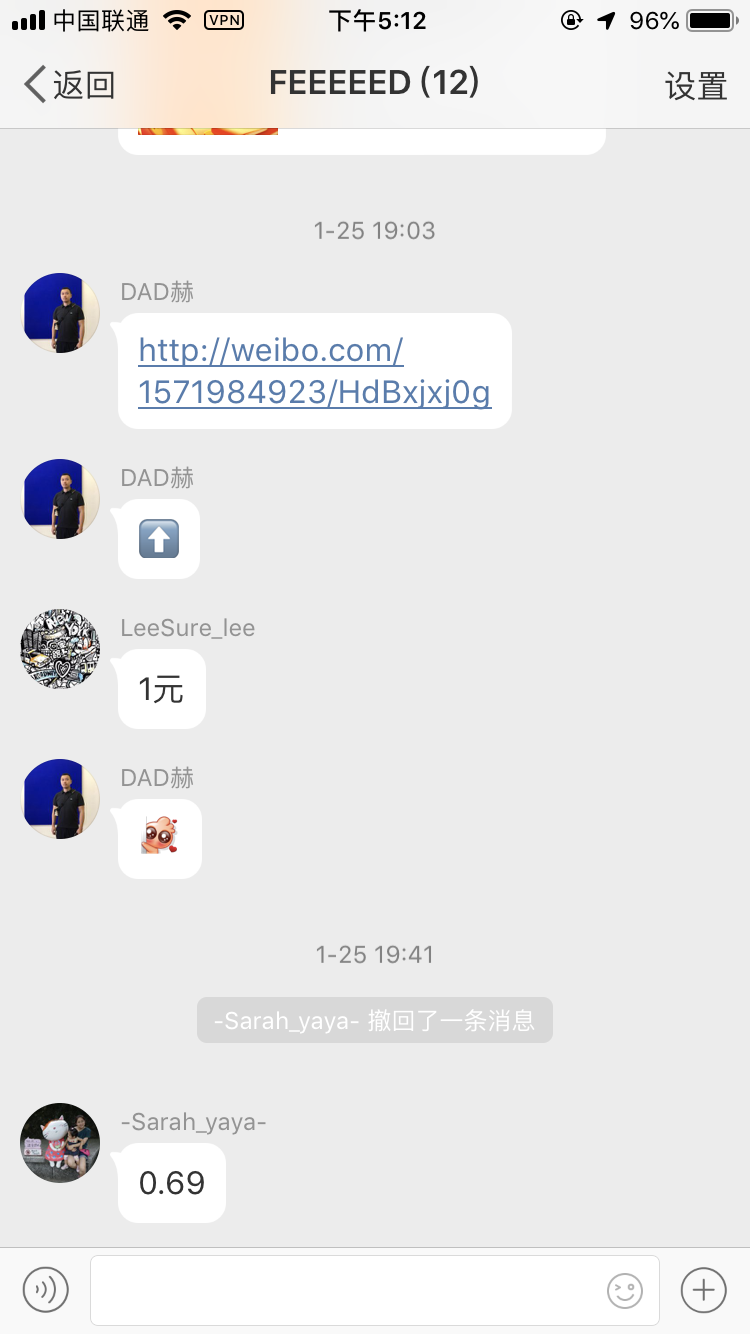 中国联通 VPN 下午5:12 96%
返回 FEEEEED (12) 设置
1-25 19:03
DAD赫
http://weibo.com/
1571984923/HdBxjxj0g
DAD赫
LeeSure_lee
1元
DAD赫
1-25 19:41
-Sarah_yaya- 撤回了一条消息
-Sarah_yaya-
0.69